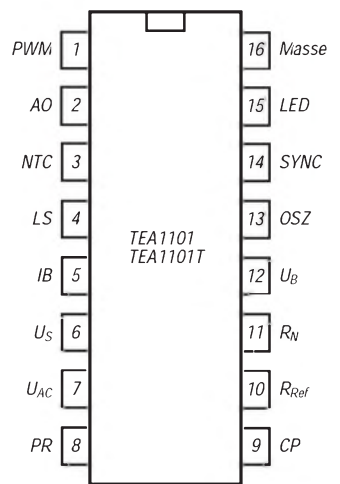 PWM 1 16 Masse
AO 2 15 LED
NTC 3 14 SYNC
LS 4 13 OSZ
TEA1101
TEA1101T
IB 5 12 UB
US 6 11 RN
UAC 7 10 RRef
PR 8 9 CP